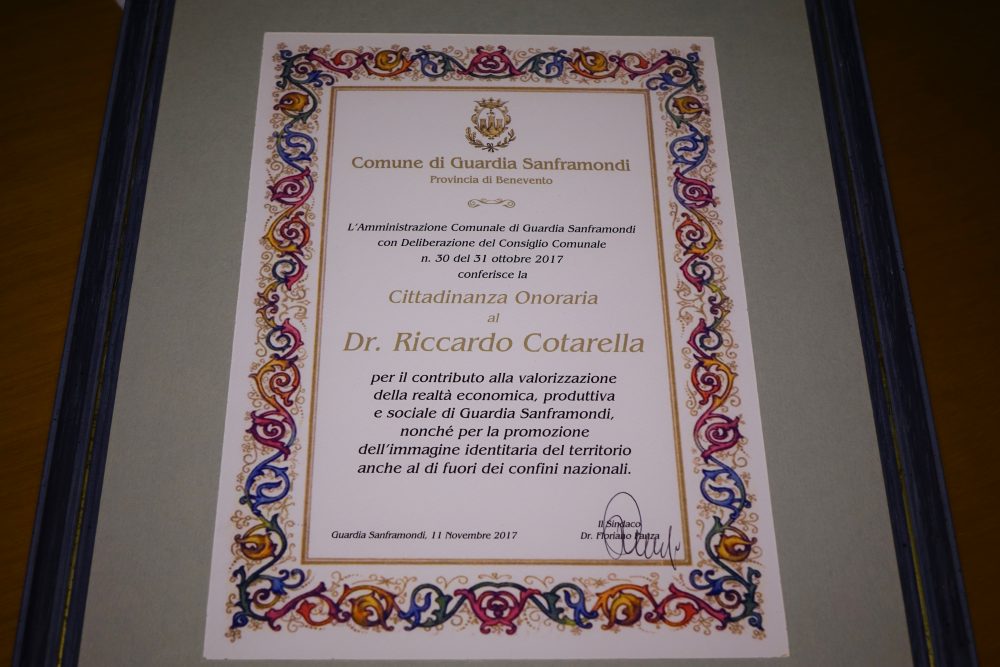 Comune di Guardia Sanframondi
Provincia di Benevento
L'Amministrazione Comunale di Guardia Sanframondi
con Deliberazione del Consiglio Comunale
n. 30 del 31 ottobre 2017
conferisce la
Cittadinanza Onoraria
al
Dr. Riccardo Cotarella
per il contributo alla valorizzazione
della realtà economica, produttiva
e sociale di Guardia Sanframondi,
nonché per la promozione
dell'immagine identitaria del territorio
anche al di fuori dei confini nazionali.
Il Sindaco
Guardia Sanframondi, 11 Novembre 2017 Dr. Floriano Panza